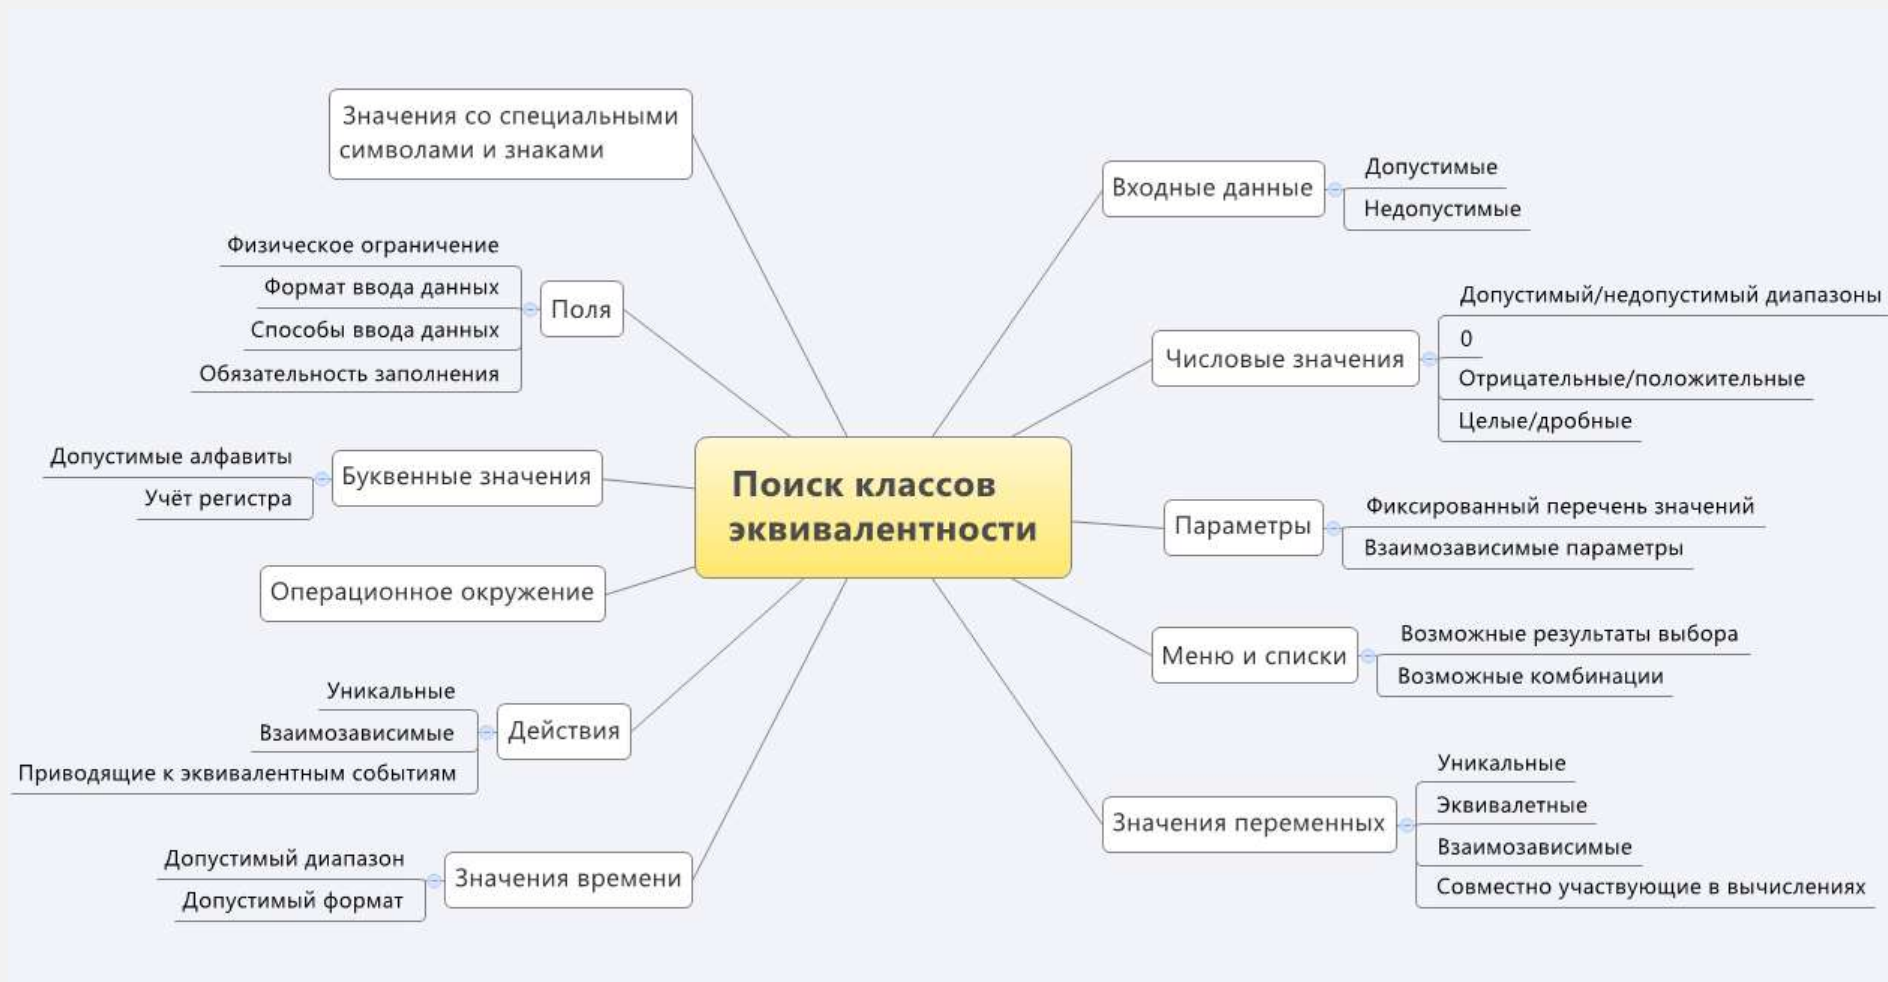 Поиск классов
эквивалентности
Входные данные
Допустимые
Недопустимые
Числовые значения
Допустимый/недопустимый диапазоны
0
Отрицательные/положительные
Целые/дробные
Параметры
Фиксированный перечень значений
Взаимозависимые параметры
Меню и списки
Возможные результаты выбора
Возможные комбинации
Значения переменных
Уникальные
Эквивалетные
Взаимозависимые
Совместно участвующие в вычислениях
Значения со специальными
символами и знаками
Поля
Физическое ограничение
Формат ввода данных
Способы ввода данных
Обязательность заполнения
Буквенные значения
Допустимые алфавиты
Учёт регистра
Операционное окружение
Действия
Уникальные
Взаимозависимые
Приводящие к эквивалентным событиям
Значения времени
Допустимый диапазон
Допустимый формат